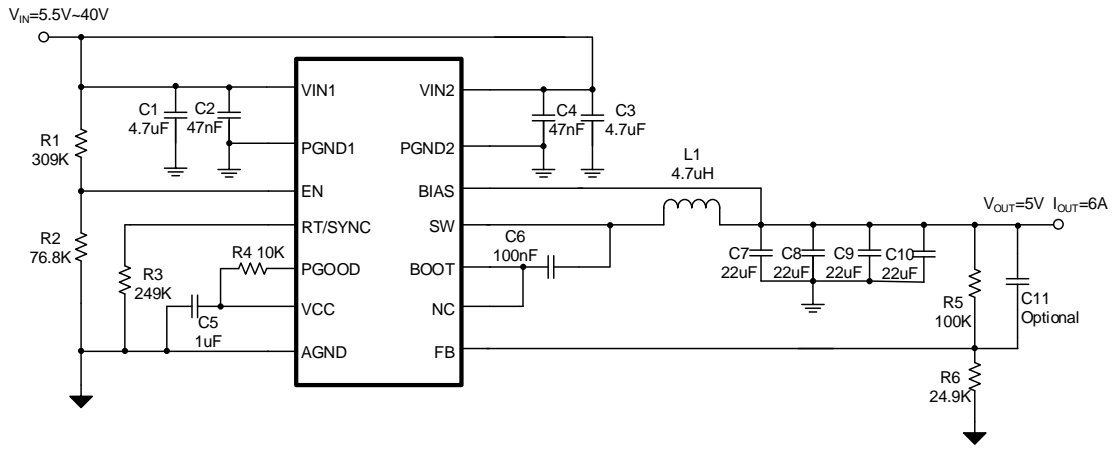 VIN=5.5V~40V
VIN1
VIN2
C1
4.7uF
C2
47nF
C4
47nF
C3
4.7uF
R1
309K
PGND1
PGND2
L1
4.7uH
EN
BIAS
VOUT=5V IOUT=6A
R2
76.8K
RT/SYNC
SW
R4 10K
C6
100nF
C7
22uF
C8
22uF
C9
22uF
C10
22uF
R3
249K
PGOOD
BOOT
C5
1uF
VCC
NC
R5
100K
C11
Optional
AGND
FB
R6
24.9K